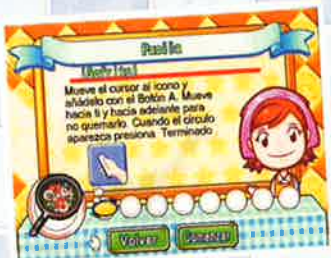 Paella
Mueve el cursor al icono y
añádelo con el Botón A. Mueve
hacia ti y hacia adelante para
no quemarlo. Cuando el círculo
aparezca presiona Terminado
Volver
Comenzar